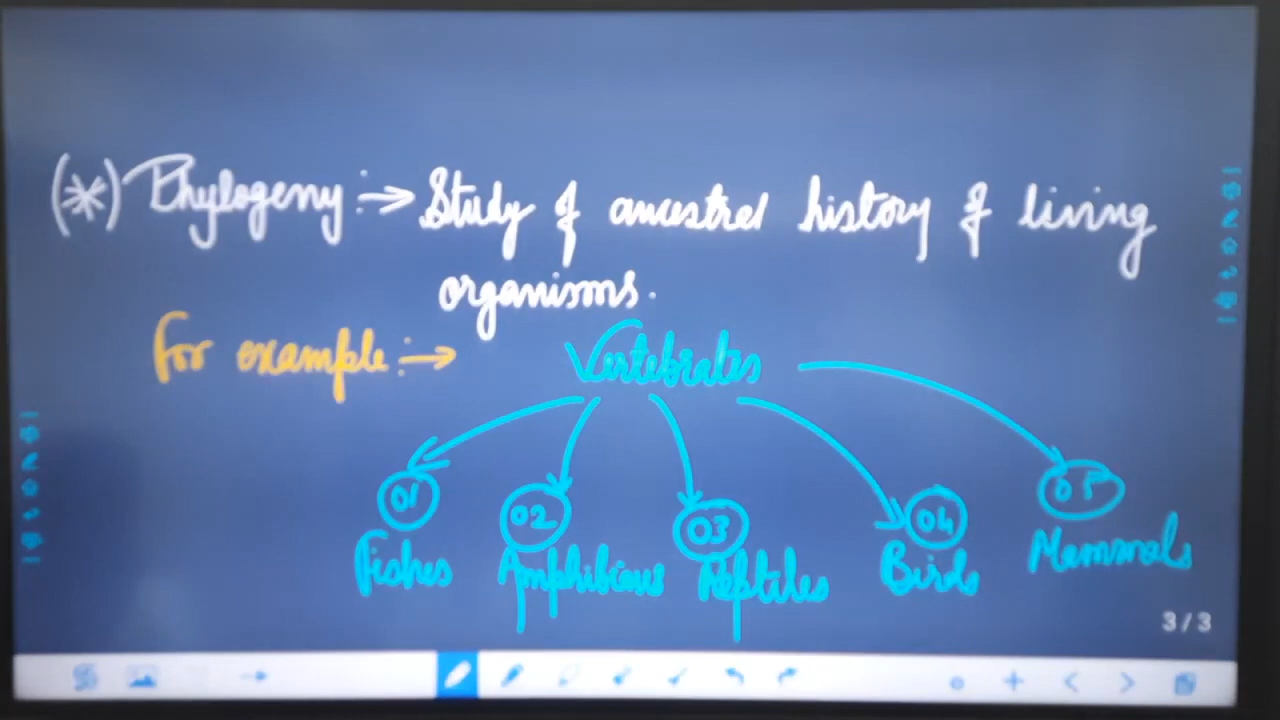 (*) Phylogeny :→ Study of ancestral history of living
organisms.
For example :→ Vertebrates
01 02 03 04 05
Fishes Amphibians Reptiles Birds Mammals
3/3